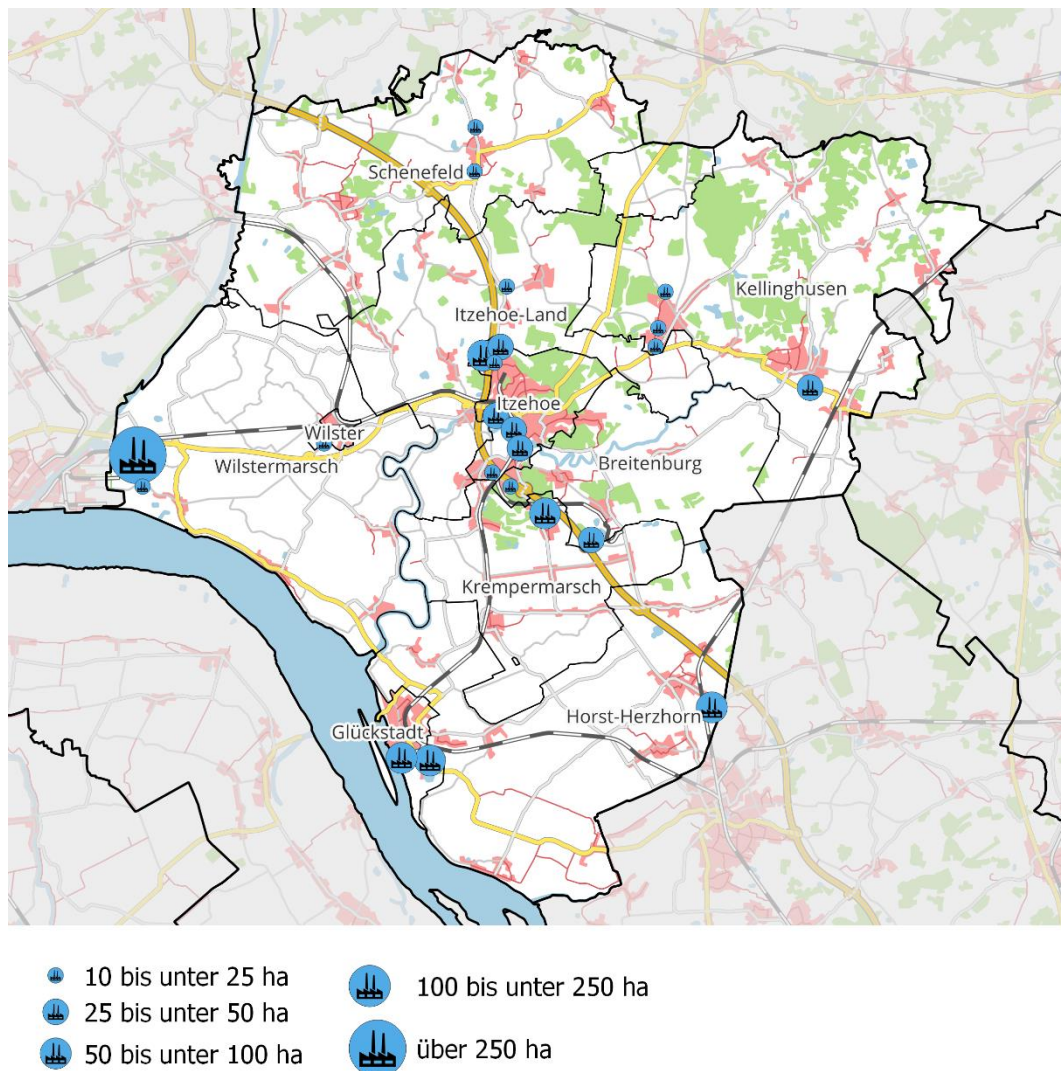 Schenefeld
Kellinghusen
Itzehoe-Land
Itzehoe
Wilster
Wilstermarsch
Breitenburg
Krempermarsch
Horst-Herzhorn
Glückstadt
10 bis unter 25 ha
25 bis unter 50 ha
50 bis unter 100 ha
100 bis unter 250 ha
über 250 ha